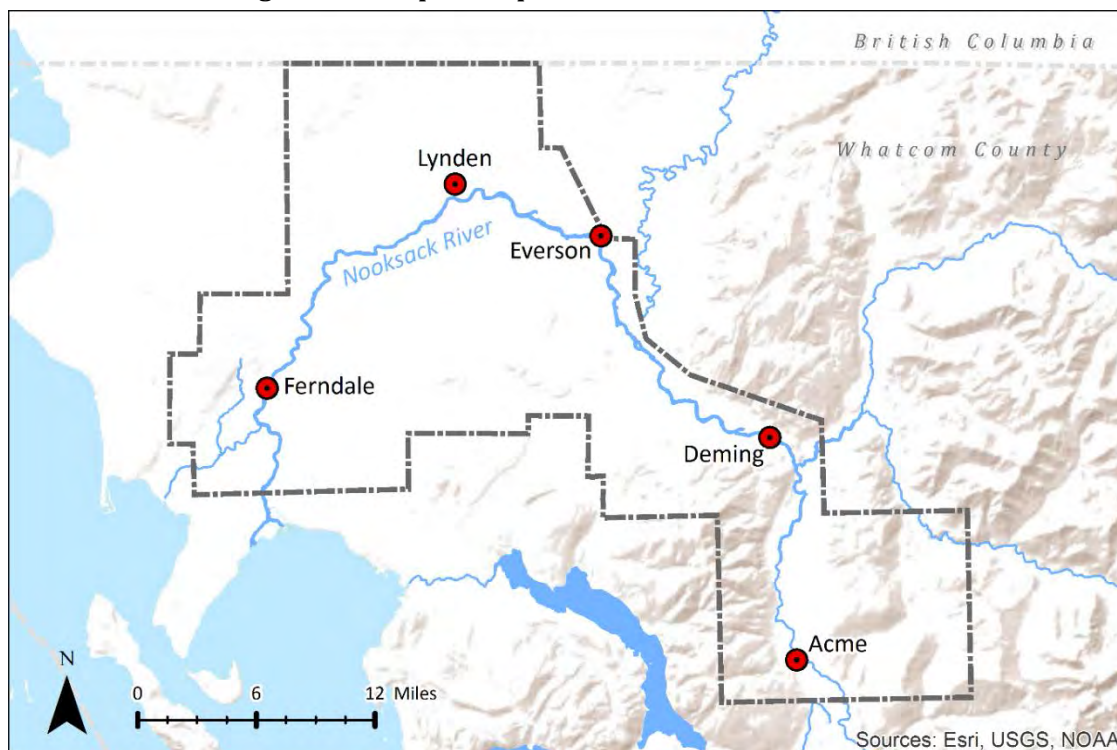 British Columbia
Whatcom County
Lynden
Nooksack River
Everson
Ferndale
Deming
Acme
N
0 6 12 Miles
Sources: Esri, USGS, NOAA